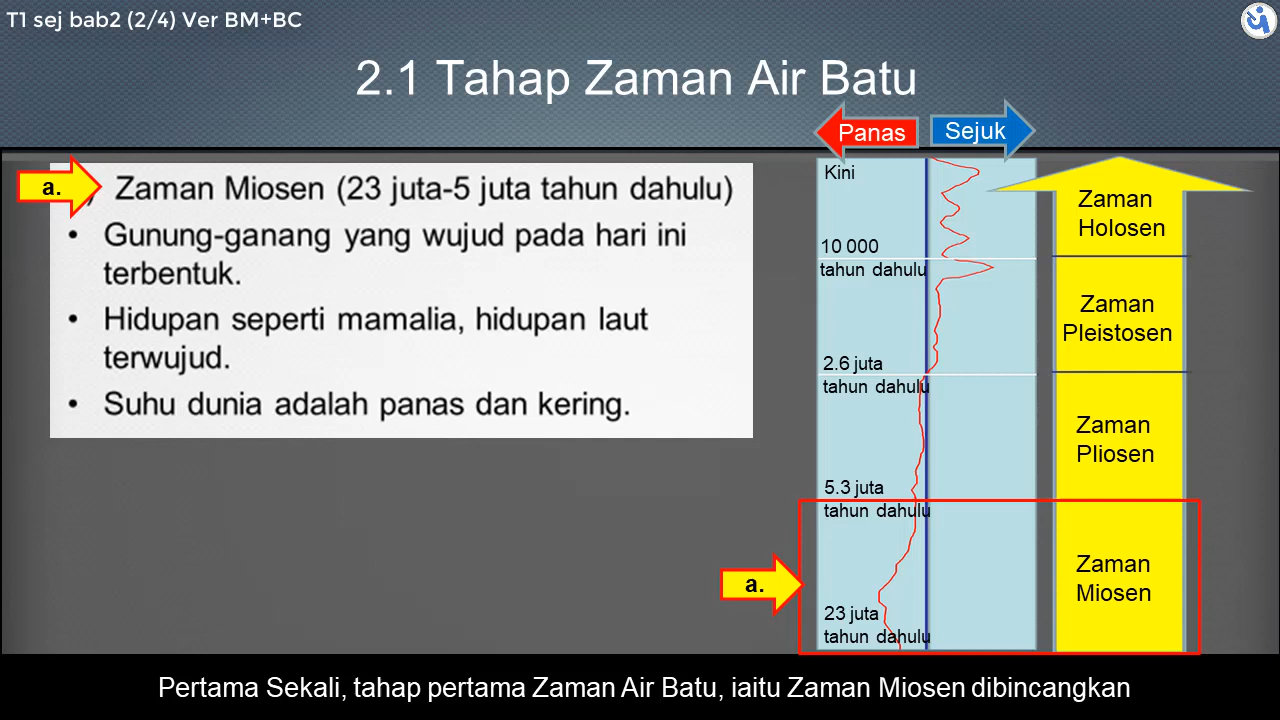 T1 sej bab2 (2/4) Ver BM+BC
2.1 Tahap Zaman Air Batu
Panas
Sejuk
a.
) Zaman Miosen (23 juta-5 juta tahun dahulu)
• Gunung-ganang yang wujud pada hari ini
terbentuk.
• Hidupan seperti mamalia, hidupan laut
terwujud.
• Suhu dunia adalah panas dan kering.
Kini
10 000
tahun dahulu
2.6 juta
tahun dahulu
5.3 juta
tahun dahulu
23 juta
tahun dahulu
Zaman
Holosen
Zaman
Pleistosen
Zaman
Pliosen
Zaman
Miosen
a.
Pertama Sekali, tahap pertama Zaman Air Batu, iaitu Zaman Miosen dibincangkan